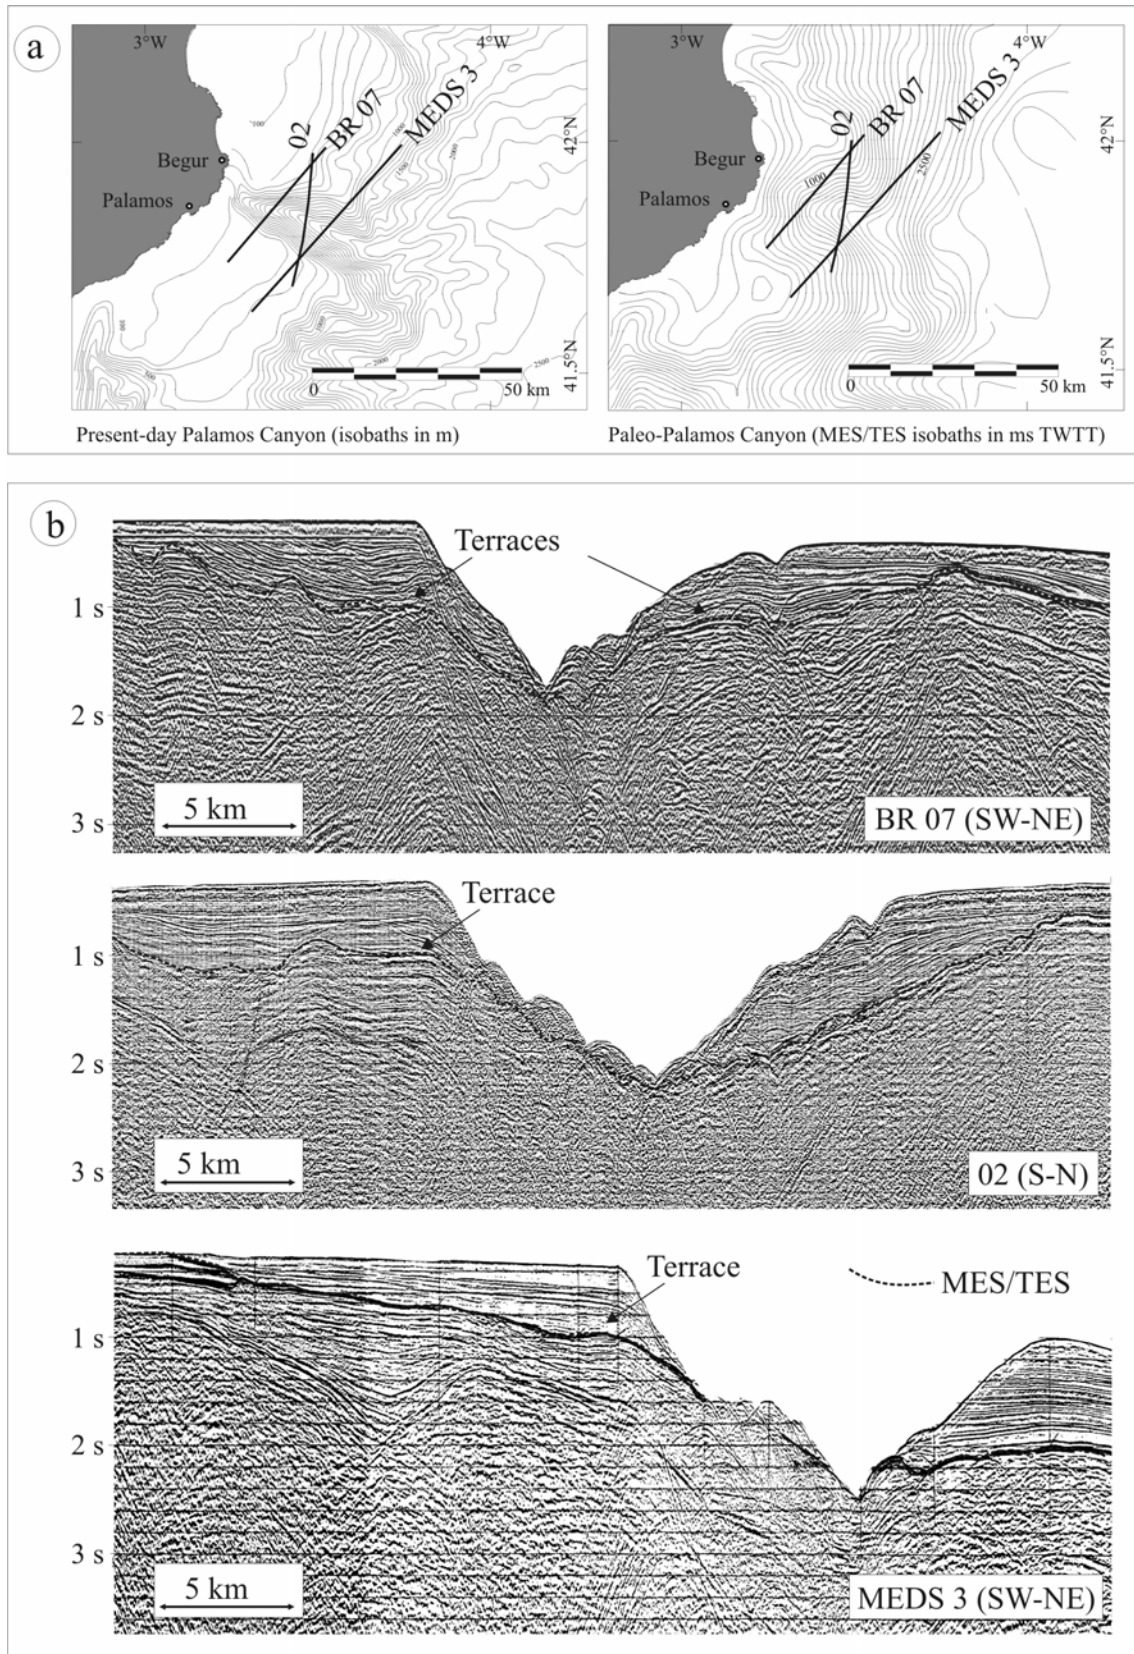 a
3°W
4°W
02
BR 07
MEDS 3
100
1000
1500
2000
Begur
Palamos
42°N
100
500
1000
2000
2500
41.5°N
0
50 km
Present-day Palamos Canyon (isobaths in m)
3°W
4°W
02
BR 07
MEDS 3
1000
2500
Begur
Palamos
42°N
41.5°N
0
50 km
Paleo-Palamos Canyon (MES/TES isobaths in ms TWTT)
b
Terraces
1 s
2 s
3 s
5 km
BR 07 (SW-NE)
Terrace
1 s
2 s
3 s
5 km
02 (S-N)
Terrace
MES/TES
1 s
2 s
3 s
5 km
MEDS 3 (SW-NE)